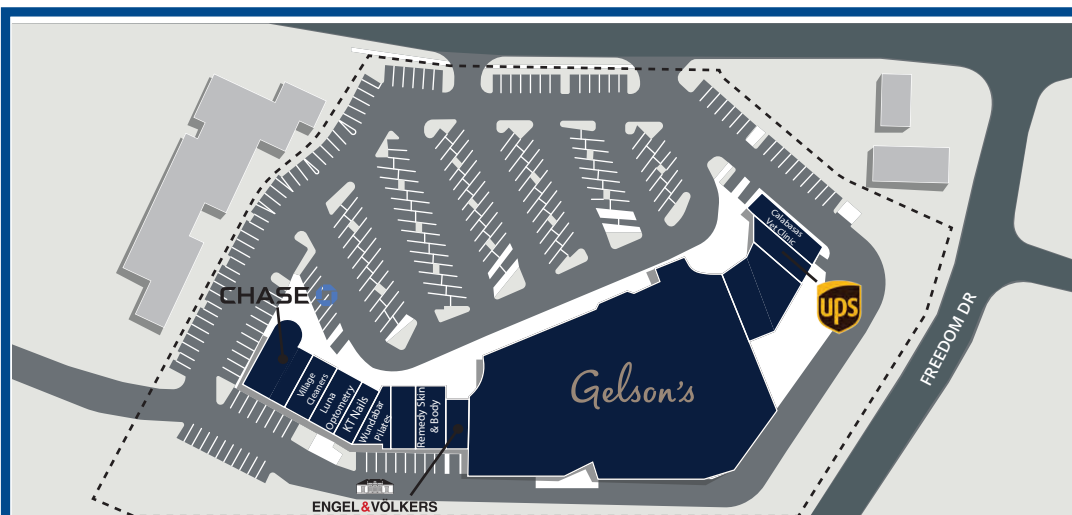 Calabasas
Vet Clinic
CHASE
ups
FREEDOM DR
Gelson's
Village
Cleaners
Luna
Optometry
KT Nails
Wundabar
Pilates
Remedy Skin
& Body
ENGEL&VÖLKERS